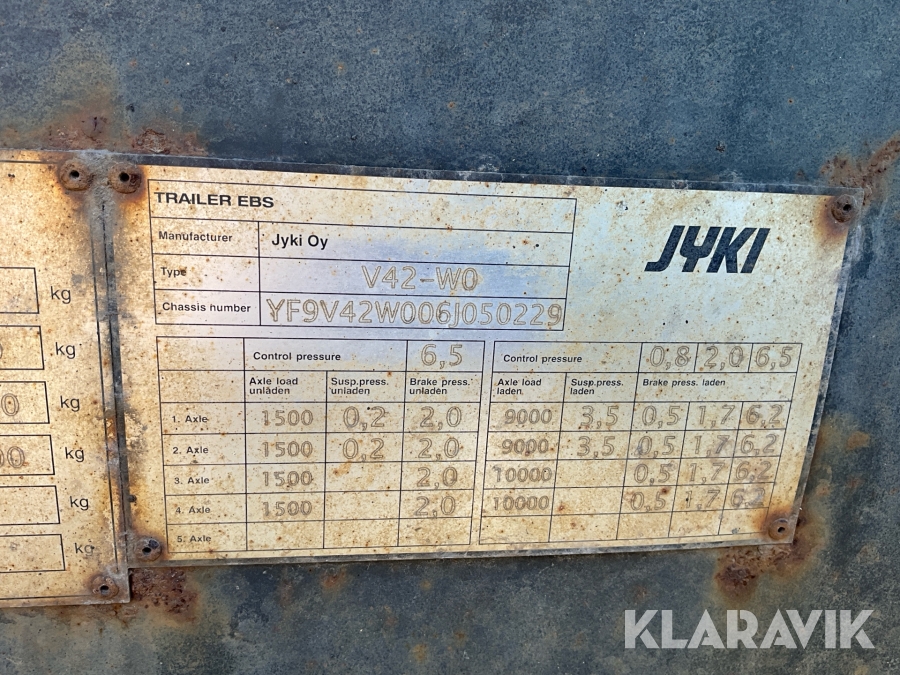 TRAILER EBS
JYKI
Manufacturer Jyki Oy
Type V42-W0
Chassis number YF9V42W006J050229
Control pressure 6,5 Control pressure 0,8 2,0 6,5
Axle load unladen Susp.press. unladen Brake press. unladen Axle load laden Susp.press. laden Brake press. laden
1. Axle 1500 0,2 2,0 9000 3,5 0,5 1,7 6,2
2. Axle 1500 0,2 2,0 9000 3,5 0,5 1,7 6,2
3. Axle 1500 2,0 10000 0,5 1,7 6,2
4. Axle 1500 2,0 10000 0,5 1,7 6,2
5. Axle
kg
kg
kg
kg
kg
kg
KLARAVIK